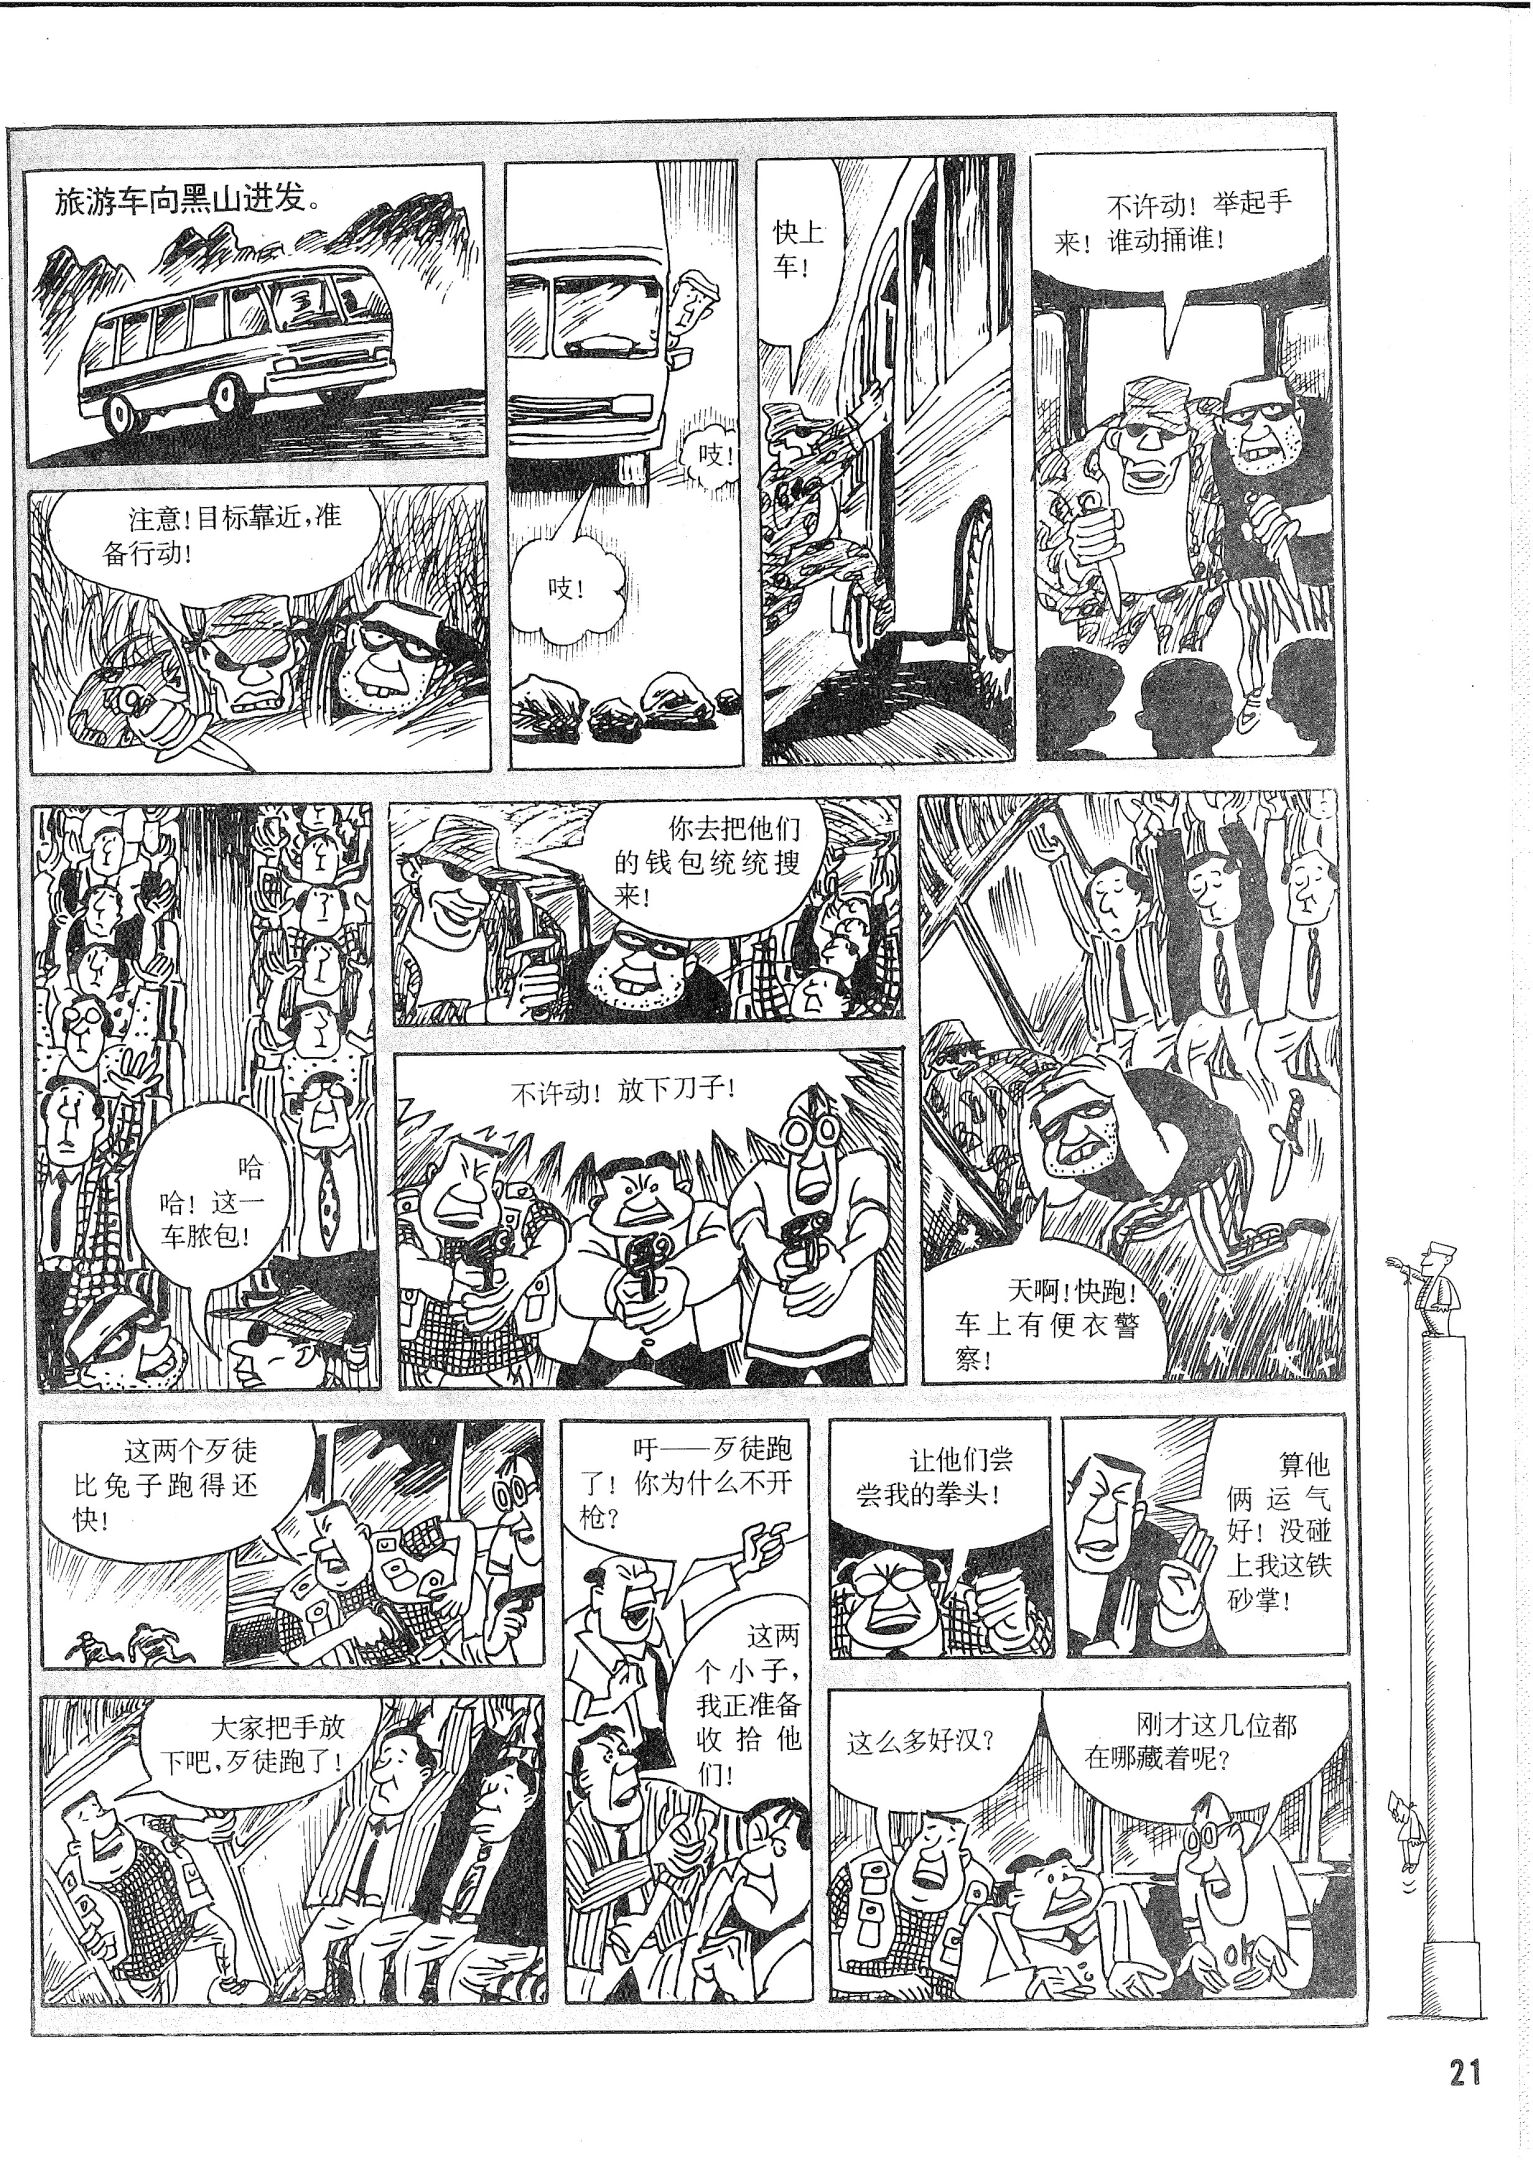 旅游车向黑山进发。
注意！目标靠近，准
备行动！
吱！
吱！
快上
车！
不许动！举起手
来！谁动捅谁！
哈
哈！这一
车脓包！
你去把他们
的钱包统统搜
来！
不许动！放下刀子！
天啊！快跑！
车上有便衣警
察！
这两个歹徒
比兔子跑得还
快！
大家把手放
下吧，歹徒跑了！
吁——歹徒跑
了！你为什么不开
枪？
这两
个小子，
我正准备
收拾他
们！
让他们尝
尝我的拳头！
算他
俩运气
好！没碰
上我这铁
砂掌！
这么多好汉？
刚才这几位都
在哪藏着呢？
21